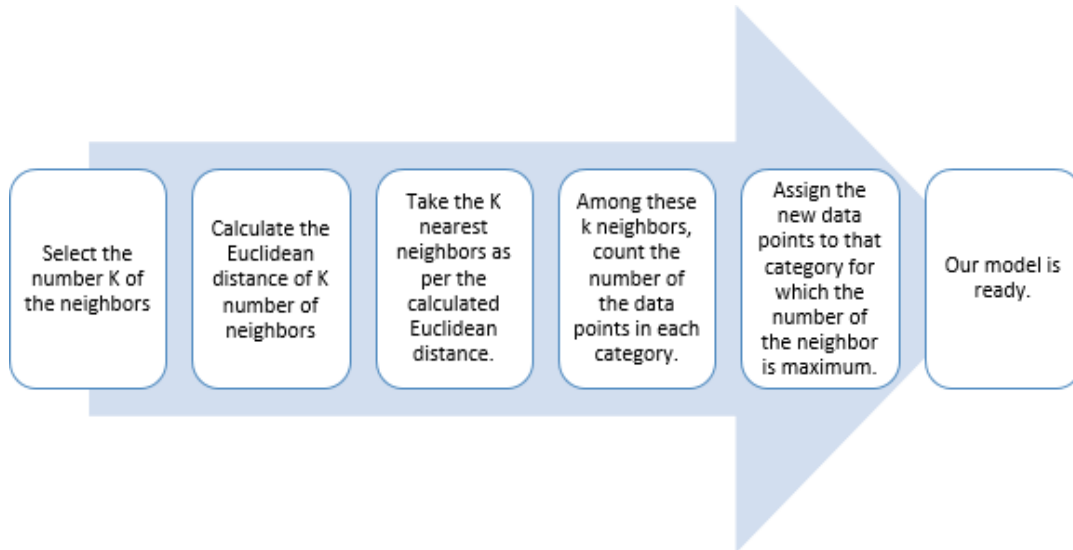 Select the
number K of
the neighbors
Calculate the
Euclidean
distance of K
number of
neighbors
Take the K
nearest
neighbors as
per the
calculated
Euclidean
distance.
Among these
k neighbors,
count the
number of
the data
points in each
category.
Assign the
new data
points to that
category for
which the
number of
the neighbor
is maximum.
Our model is
ready.